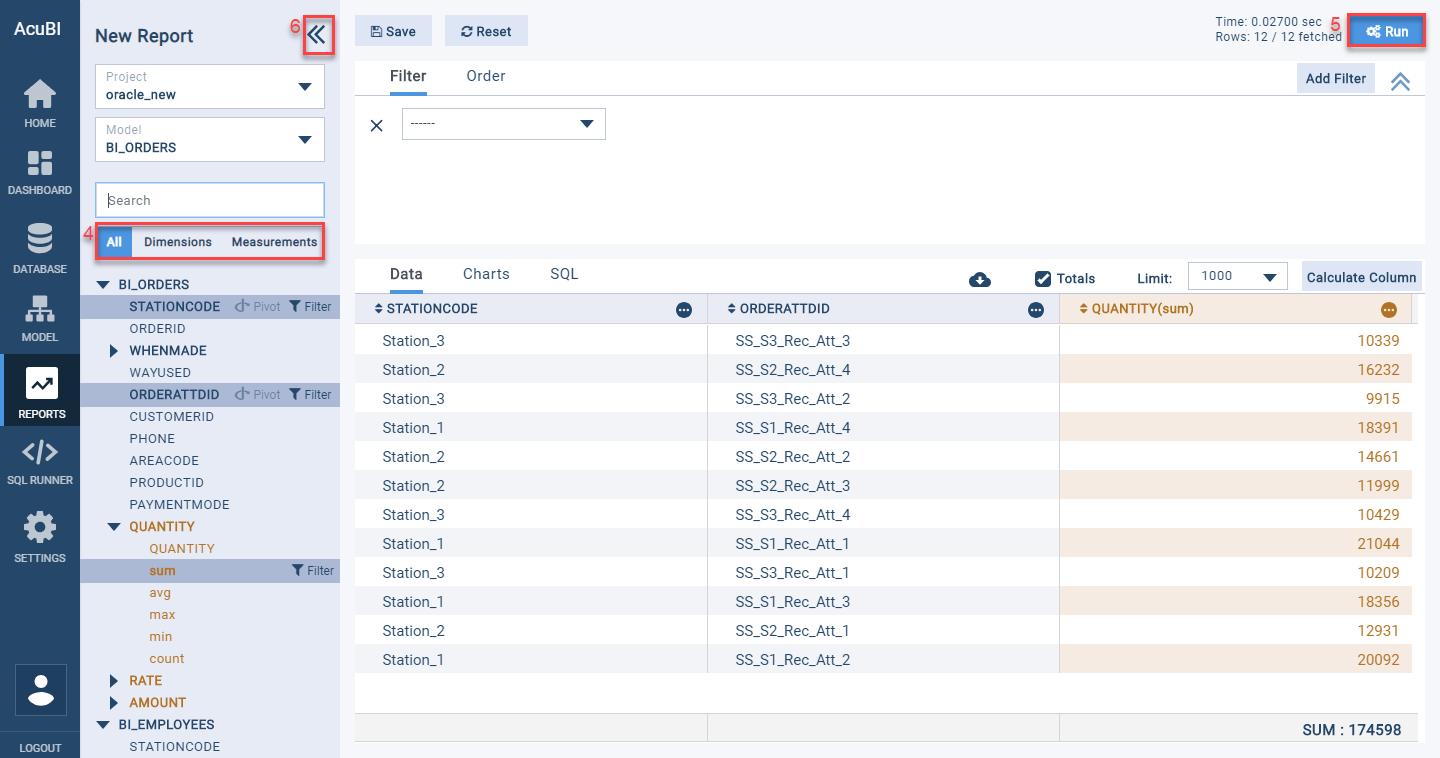 AcuBI
HOME
DASHBOARD
DATABASE
MODEL
REPORTS
SQL RUNNER
SETTINGS
LOGOUT
New Report
6
Project
oracle_new
Model
BI_ORDERS
Search
4
All Dimensions Measurements
BI_ORDERS
STATIONCODE Pivot Filter
ORDERID
WHENMADE
WAYUSED
ORDERATTDID Pivot Filter
CUSTOMERID
PHONE
AREACODE
PRODUCTID
PAYMENTMODE
QUANTITY
QUANTITY
sum Filter
avg
max
min
count
RATE
AMOUNT
BI_EMPLOYEES
STATIONCODE
Save Reset
Time: 0.02700 sec
Rows: 12 / 12 fetched
5
Run
Filter Order Add Filter
------
Data Charts SQL Totals Limit: 1000 Calculate Column
STATIONCODE ORDERATTDID QUANTITY(sum)
Station_3 SS_S3_Rec_Att_3 10339
Station_2 SS_S2_Rec_Att_4 16232
Station_3 SS_S3_Rec_Att_2 9915
Station_1 SS_S1_Rec_Att_4 18391
Station_2 SS_S2_Rec_Att_2 14661
Station_2 SS_S2_Rec_Att_3 11999
Station_3 SS_S3_Rec_Att_4 10429
Station_1 SS_S1_Rec_Att_1 21044
Station_3 SS_S3_Rec_Att_1 10209
Station_1 SS_S1_Rec_Att_3 18356
Station_2 SS_S2_Rec_Att_1 12931
Station_1 SS_S1_Rec_Att_2 20092
SUM : 174598